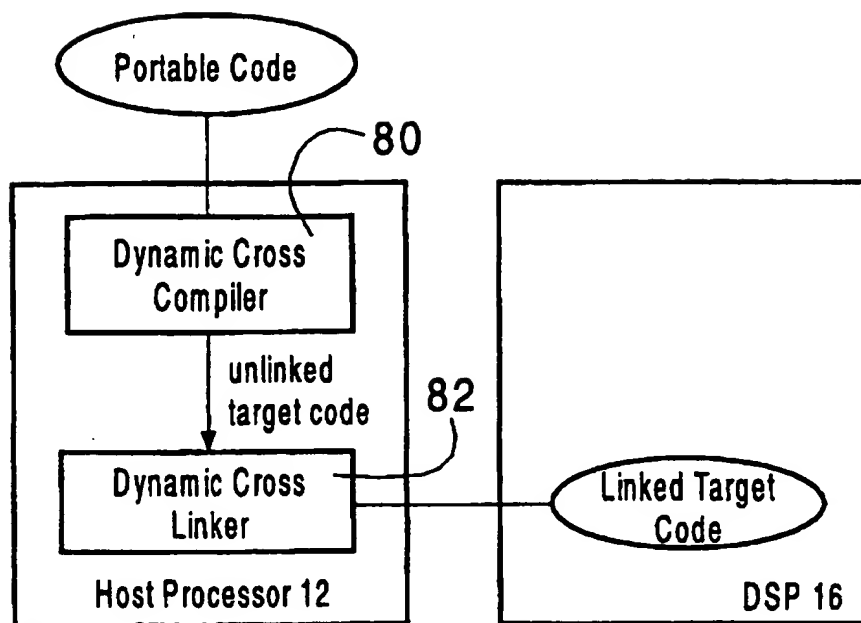 Portable Code
80
Dynamic Cross
Compiler
unlinked
target code
82
Dynamic Cross
Linker
Linked Target
Code
Host Processor 12
DSP 16